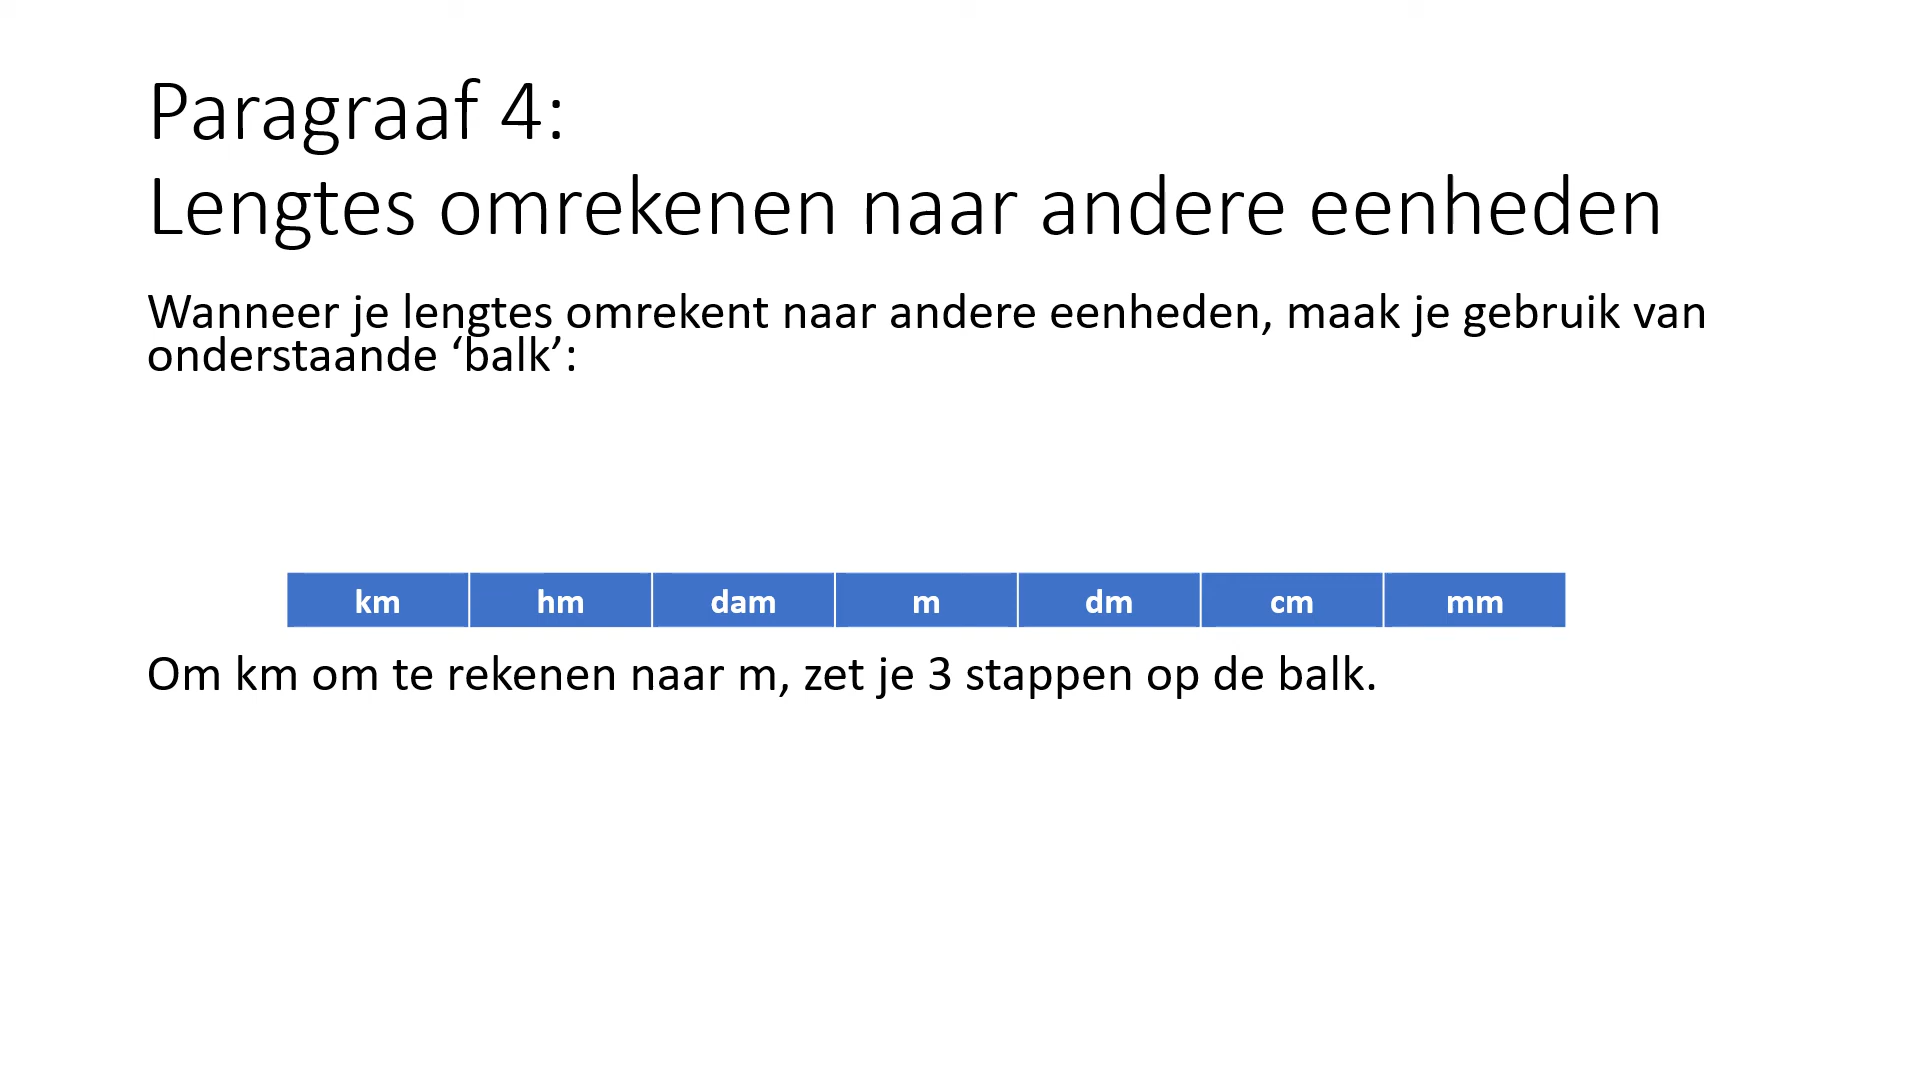 Paragraaf 4:
Lengtes omrekenen naar andere eenheden
Wanneer je lengtes omrekent naar andere eenheden, maak je gebruik van
onderstaande ‘balk’:
km hm dam m dm cm mm
Om km om te rekenen naar m, zet je 3 stappen op de balk.